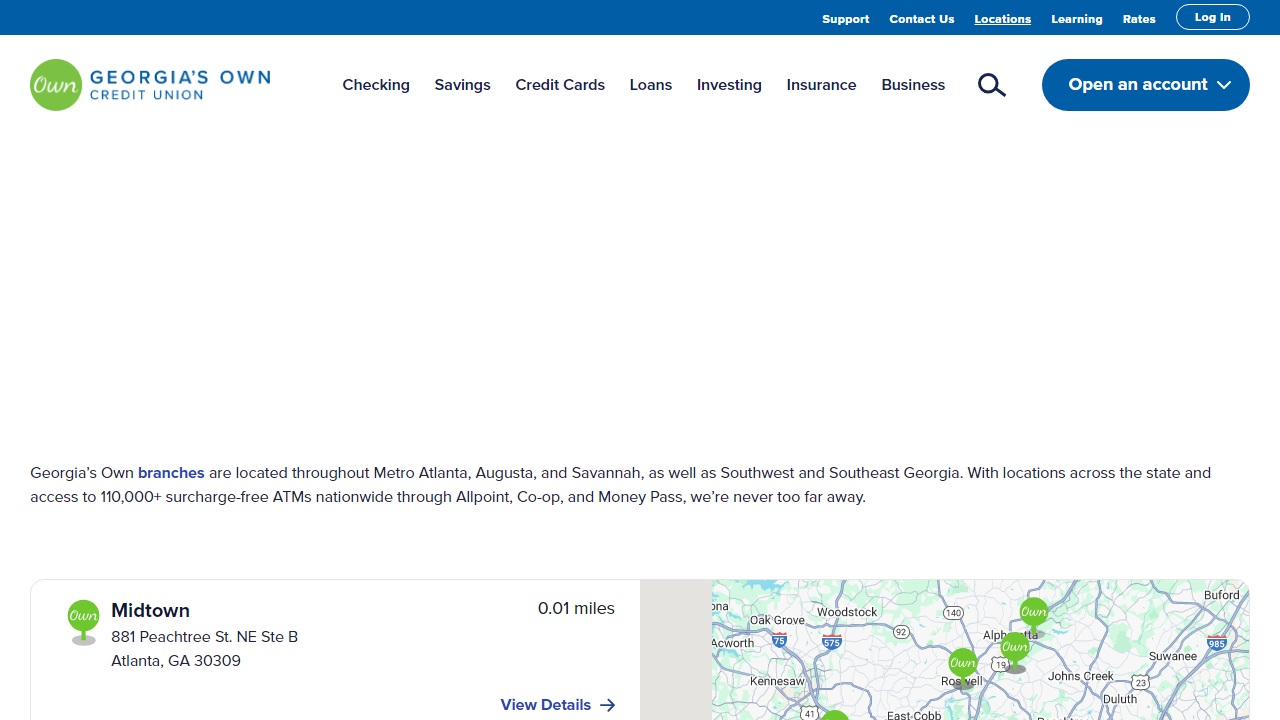 Support Contact Us Locations Learning Rates Log In
Own GEORGIA'S OWN
CREDIT UNION
Checking Savings Credit Cards Loans Investing Insurance Business Open an account
Georgia's Own branches are located throughout Metro Atlanta, Augusta, and Savannah, as well as Southwest and Southeast Georgia. With locations across the state and
access to 110,000+ surcharge-free ATMs nationwide through Allpoint, Co-op, and Money Pass, we're never too far away.
Own Midtown 0.01 miles
881 Peachtree St. NE Ste B
Atlanta, GA 30309
View Details
Buford
Woodstock 140 Own
Oak Grove
92
75 575 985
Acworth
Own
Suwanee
Own 19
Kennesaw Roswell Johns Creek 23
Duluth
41 East Cobb